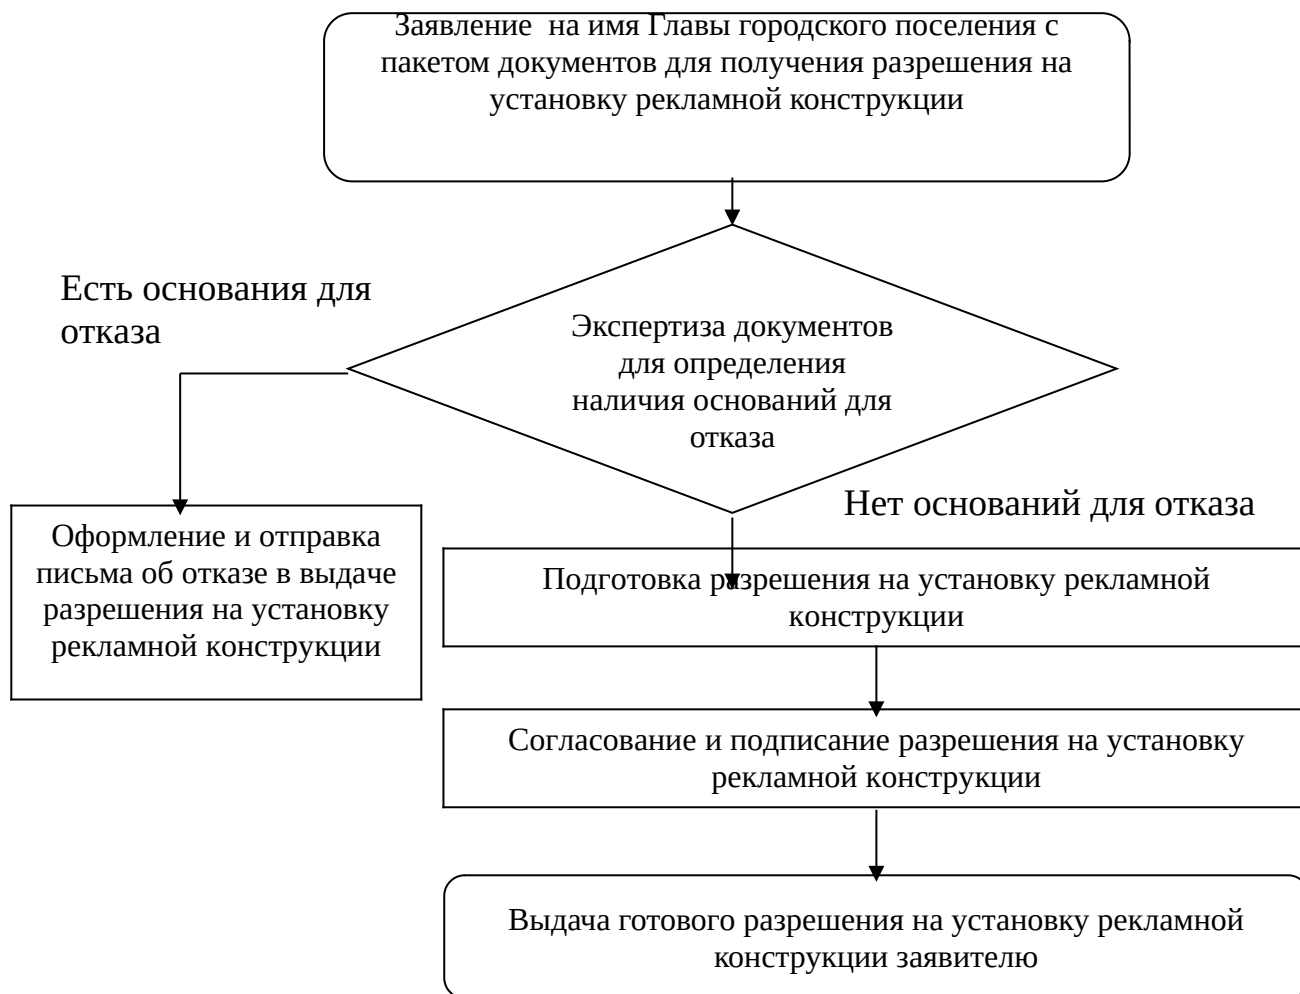 Заявление на имя Главы городского поселения с
пакетом документов для получения разрешения на
установку рекламной конструкции
Есть основания для
отказа
Экспертиза документов
для определения
наличия оснований для
отказа
Нет оснований для отказа
Оформление и отправка
письма об отказе в выдаче
разрешения на установку
рекламной конструкции
Подготовка разрешения на установку рекламной
конструкции
Согласование и подписание разрешения на установку
рекламной конструкции
Выдача готового разрешения на установку рекламной
конструкции заявителю